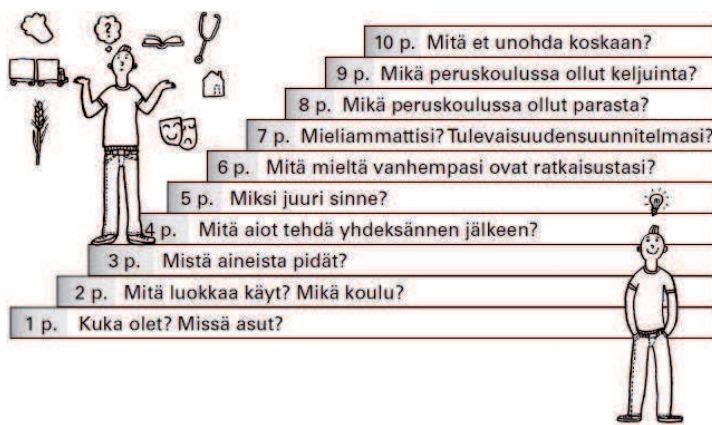 10 p. Mitä et unohda koskaan?
9 p. Mikä peruskoulussa ollut keljuinta?
8 p. Mikä peruskoulussa ollut parasta?
7 p. Mieliammattisi? Tulevaisuudensuunnitelmasi?
6 p. Mitä mieltä vanhempasi ovat ratkaisustasi?
5 p. Miksi juuri sinne?
4 p. Mitä aiot tehdä yhdeksännen jälkeen?
3 p. Mistä aineista pidät?
2 p. Mitä luokkaa käyt? Mikä koulu?
1 p. Kuka olet? Missä asut?